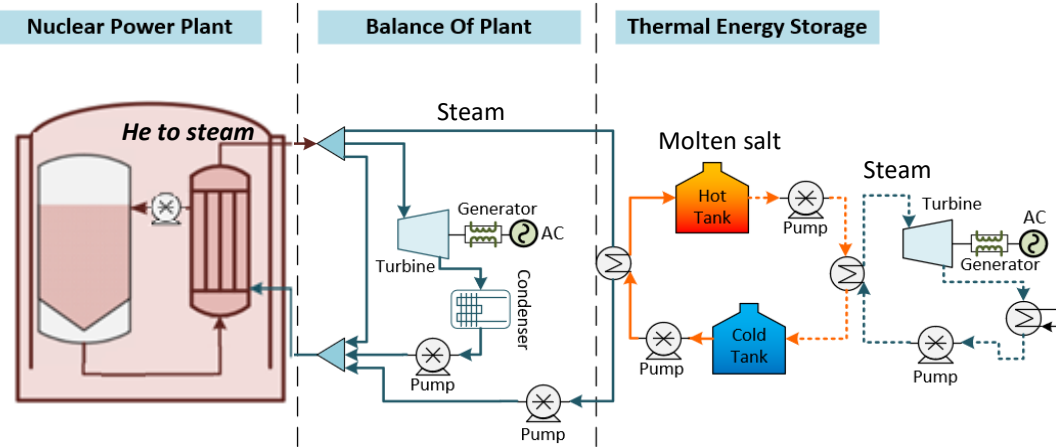 Nuclear Power Plant
Balance Of Plant
Thermal Energy Storage
He to steam
Steam
Molten salt
Steam
Hot
Tank
Pump
Turbine
AC
Generator
Generator
AC
Turbine
Condenser
Cold
Tank
Pump
Pump
Pump
Pump